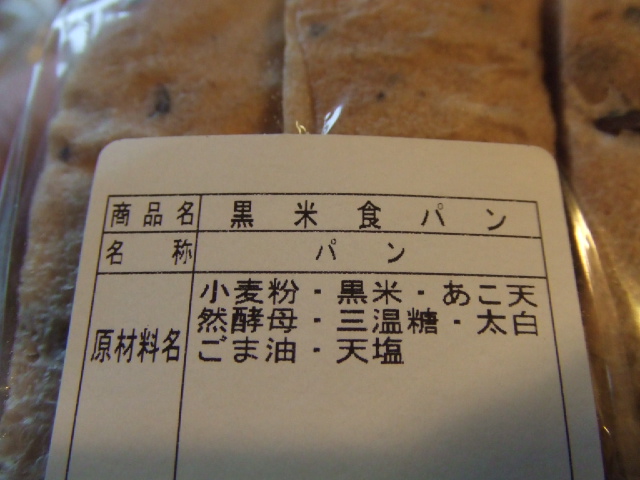 商品名 黒米食パン
名称 パン
原材料名 小麦粉・黒米・あこ天
然酵母・三温糖・太白
ごま油・天塩